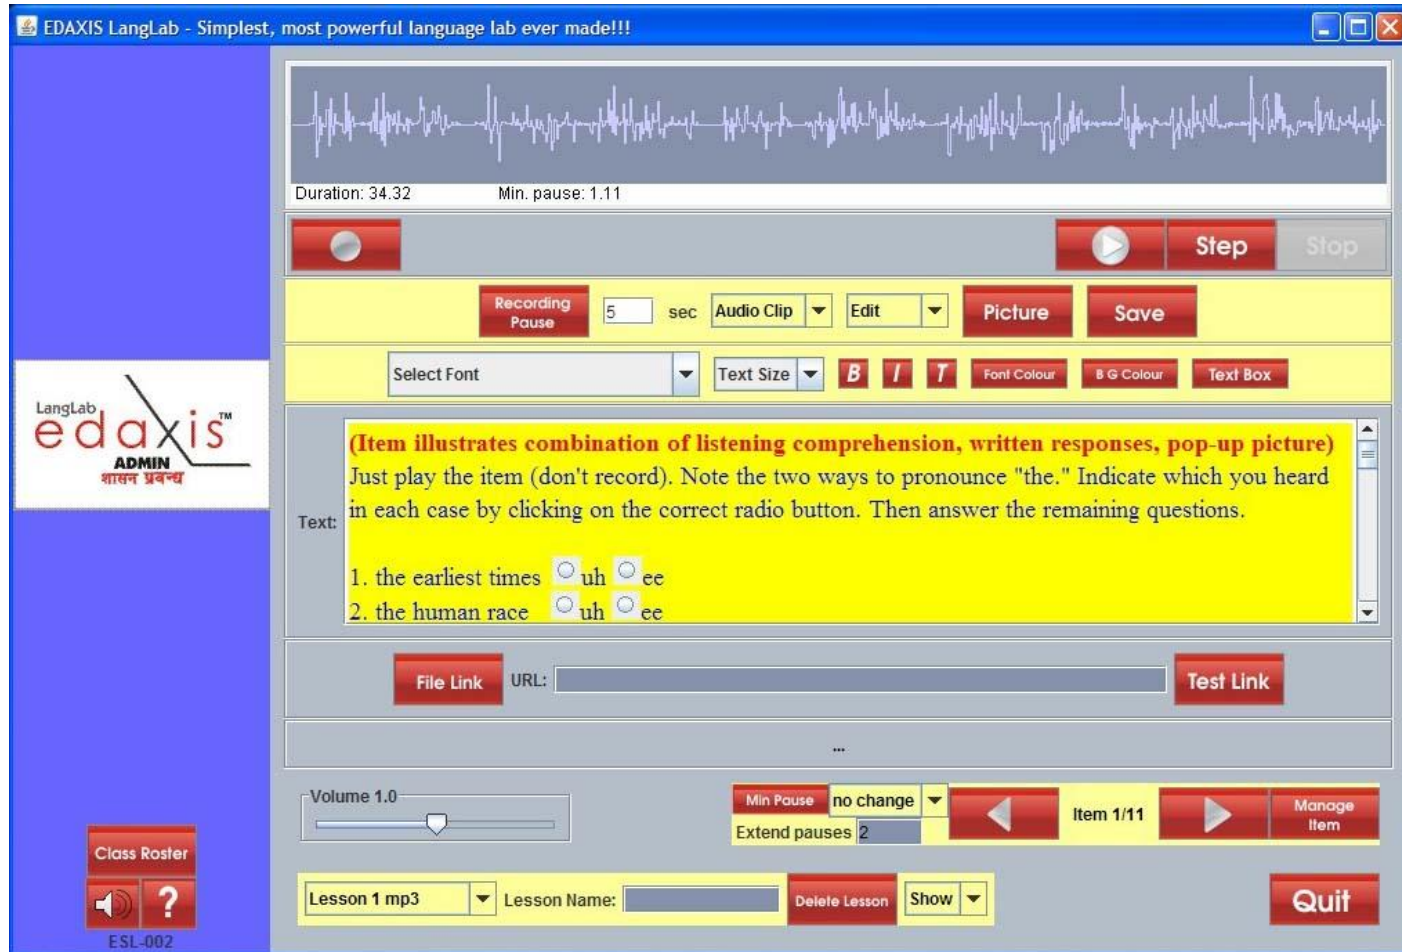 EDAXIS LangLab - Simplest, most powerful language lab ever made!!!
Duration: 34.32 Min. pause: 1.11
Step Stop
Recording Pause 5 sec Audio Clip Edit Picture Save
Select Font Text Size B I T Font Colour B G Colour Text Box
LangLab
edaxis™
ADMIN
शासन प्रबन्ध
Text:
(Item illustrates combination of listening comprehension, written responses, pop-up picture)
Just play the item (don't record). Note the two ways to pronounce "the." Indicate which you heard
in each case by clicking on the correct radio button. Then answer the remaining questions.
1. the earliest times uh ee
2. the human race uh ee
File Link URL: Test Link
...
Volume 1.0
Min Pause no change
Extend pauses 2
Item 1/11
Manage Item
Class Roster
?
ESL-002
Lesson 1 mp3 Lesson Name: Delete Lesson Show
Quit